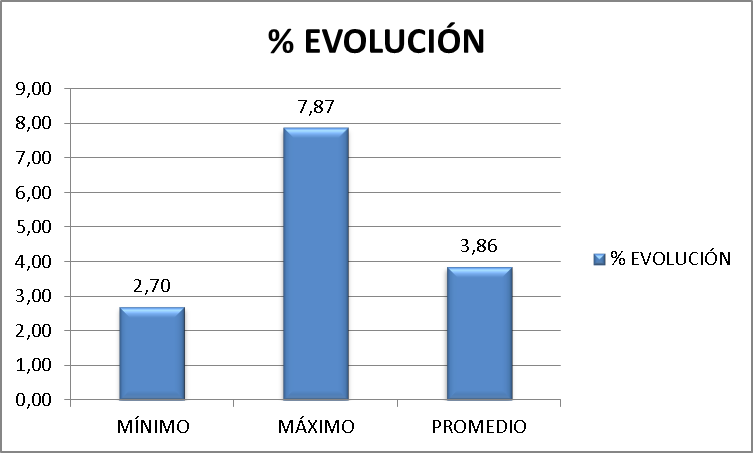 % EVOLUCIÓN
9,00
8,00
7,00
6,00
5,00
4,00
3,00
2,00
1,00
0,00
2,70
7,87
3,86
MÍNIMO
MÁXIMO
PROMEDIO
% EVOLUCIÓN